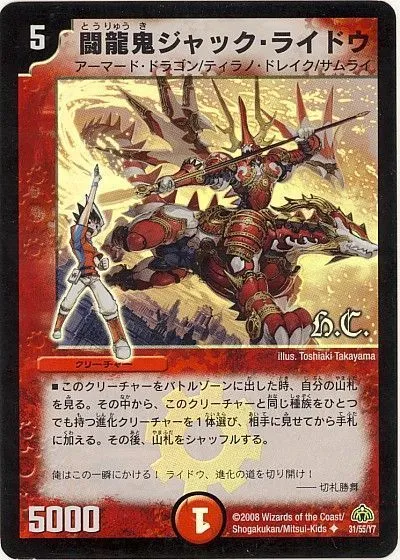 5
とうりゅうき
闘龍鬼ジャック・ライドウ
アーマード・ドラゴン/ティラノ・ドレイク/サムライ
H.C.
illus. Toshiaki Takayama
クリーチャー
■このクリーチャーをバトルゾーンに出した時、自分の山札
を見る。その中から、このクリーチャーと同じ種族をひとつ
でも持つ進化クリーチャーを1体選び、相手に見せてから手札
に加える。その後、山札をシャッフルする。
俺はこの一瞬にかける!ライドウ、進化の道を切り開け!
——切札勝舞
5000
1
©2008 Wizards of the Coast/
Shogakukan/Mitsui-Kids ◆ 31/55/Y7